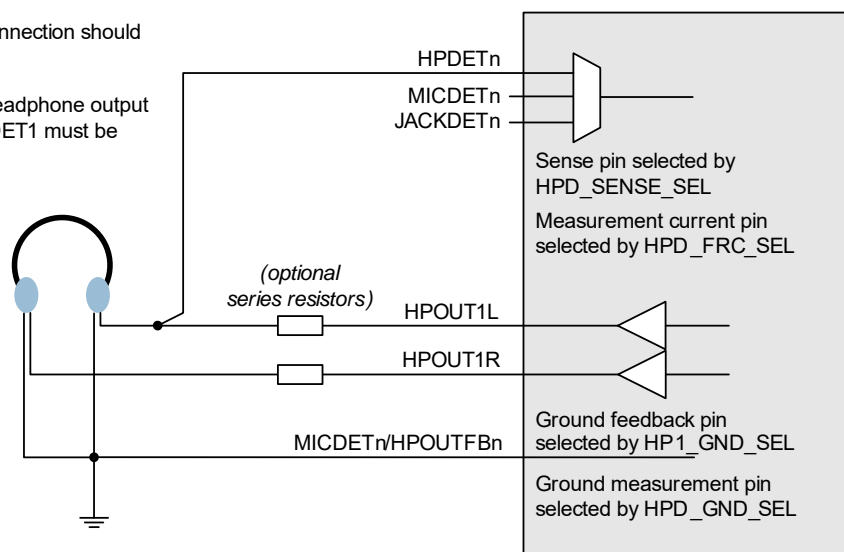 nnection should
eadphone output
DET1 must be
HPDETn
MICDETn
JACKDETn
Sense pin selected by
HPD_SENSE_SEL
Measurement current pin
selected by HPD_FRC_SEL
(optional
series resistors)
HPOUT1L
HPOUT1R
Ground feedback pin
selected by HP1_GND_SEL
MICDETn/HPOUTFBn
Ground measurement pin
selected by HPD_GND_SEL